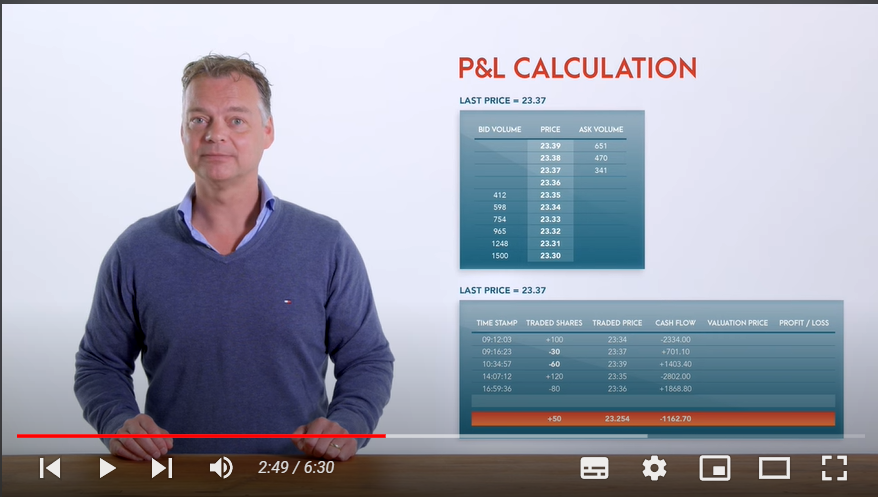 P&L CALCULATION
LAST PRICE = 23.37
BID VOLUME PRICE ASK VOLUME
23.39 651
23.38 470
23.37 341
23.36
412 23.35
598 23.34
754 23.33
965 23.32
1248 23.31
1500 23.30
LAST PRICE = 23.37
TIME STAMP TRADED SHARES TRADED PRICE CASH FLOW VALUATION PRICE PROFIT / LOSS
09:12:03 +100 23:34 -2334.00
09:16:23 -30 23:37 +701.10
10:34:57 -60 23:39 +1403.40
14:07:12 +120 23:35 -2802.00
16:59:36 -80 23:36 +1868.80
+50 23.254 -1162.70
2:49 / 6:30